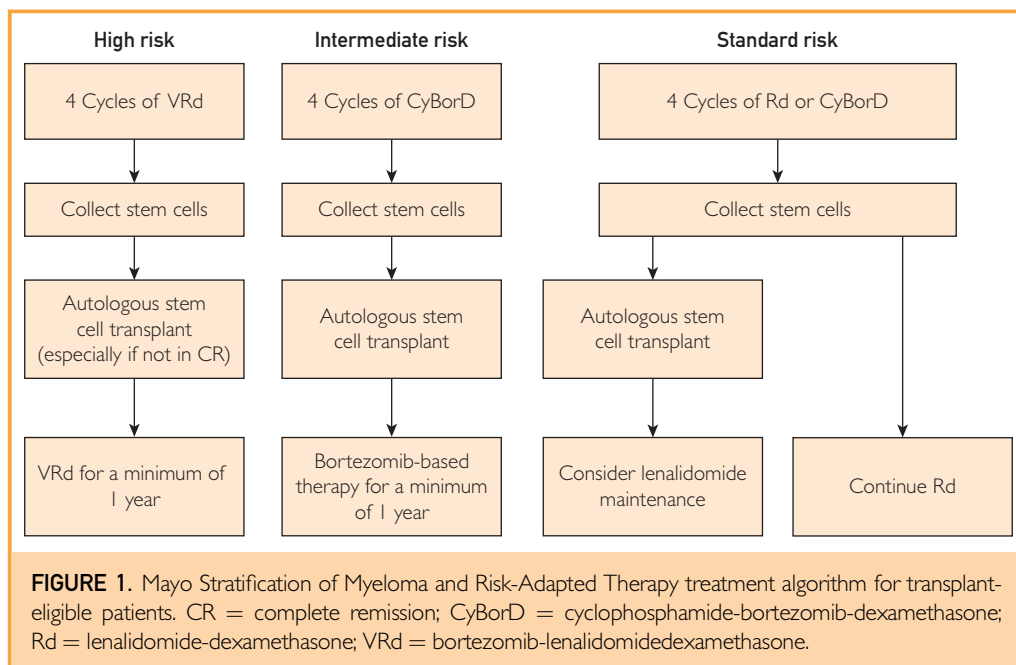 High risk
Intermediate risk
Standard risk
4 Cycles of VRd
4 Cycles of CyBorD
4 Cycles of Rd or CyBorD
Collect stem cells
Collect stem cells
Collect stem cells
Autologous stem
cell transplant
(especially if not in CR)
Autologous stem
cell transplant
Autologous stem
cell transplant
VRd for a minimum of
1 year
Bortezomib-based
therapy for a minimum
of 1 year
Consider lenalidomide
maintenance
Continue Rd
FIGURE 1. Mayo Stratification of Myeloma and Risk-Adapted Therapy treatment algorithm for transplant-
eligible patients. CR = complete remission; CyBorD = cyclophosphamide-bortezomib-dexamethasone;
Rd = lenalidomide-dexamethasone; VRd = bortezomib-lenalidomidedexamethasone.